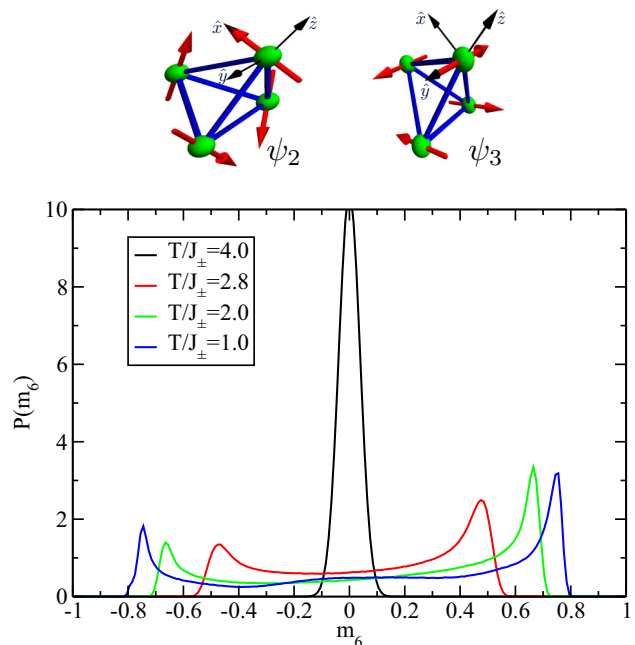 x̂ ẑ x̂ ẑ
ŷ ŷ
ψ₂ ψ₃
10
T/J±=4.0
T/J±=2.8
T/J±=2.0
T/J±=1.0
8
6
P(m₆)
4
2
0
-1 -0.8 -0.6 -0.4 -0.2 0 0.2 0.4 0.6 0.8 1
m₆